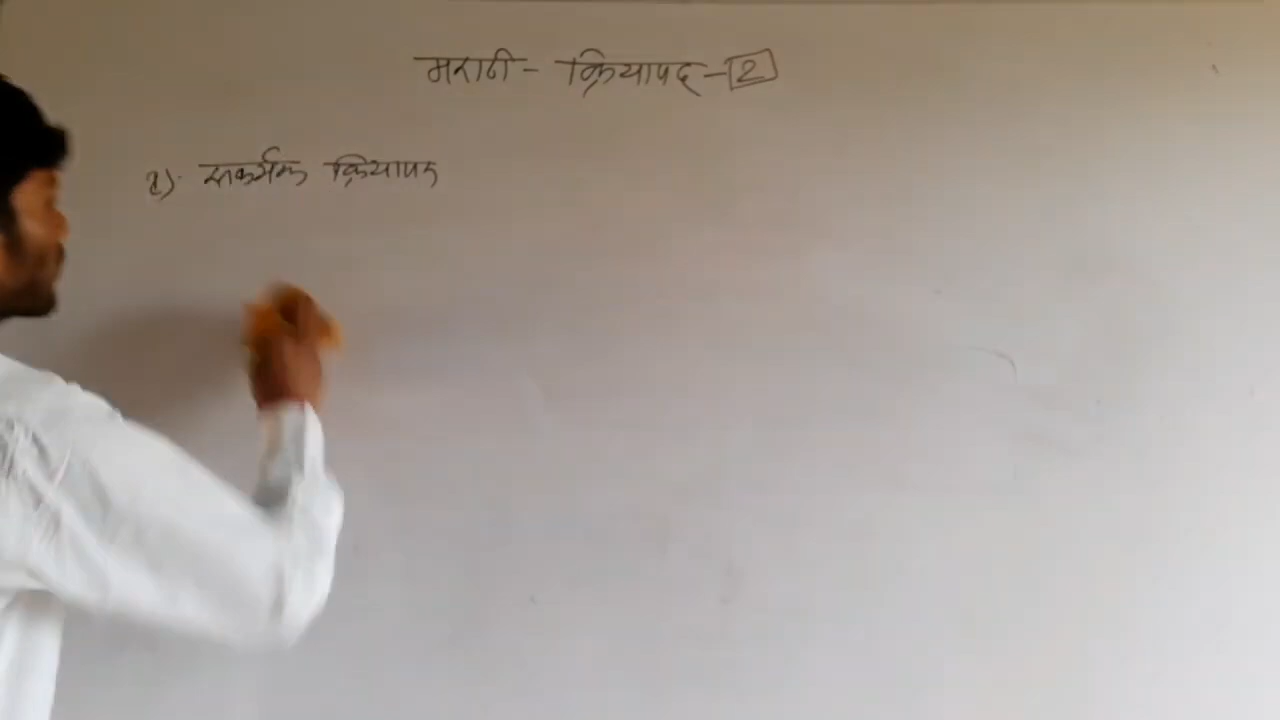 मराठी - क्रियापद - 2
१). सकर्मक क्रियापद